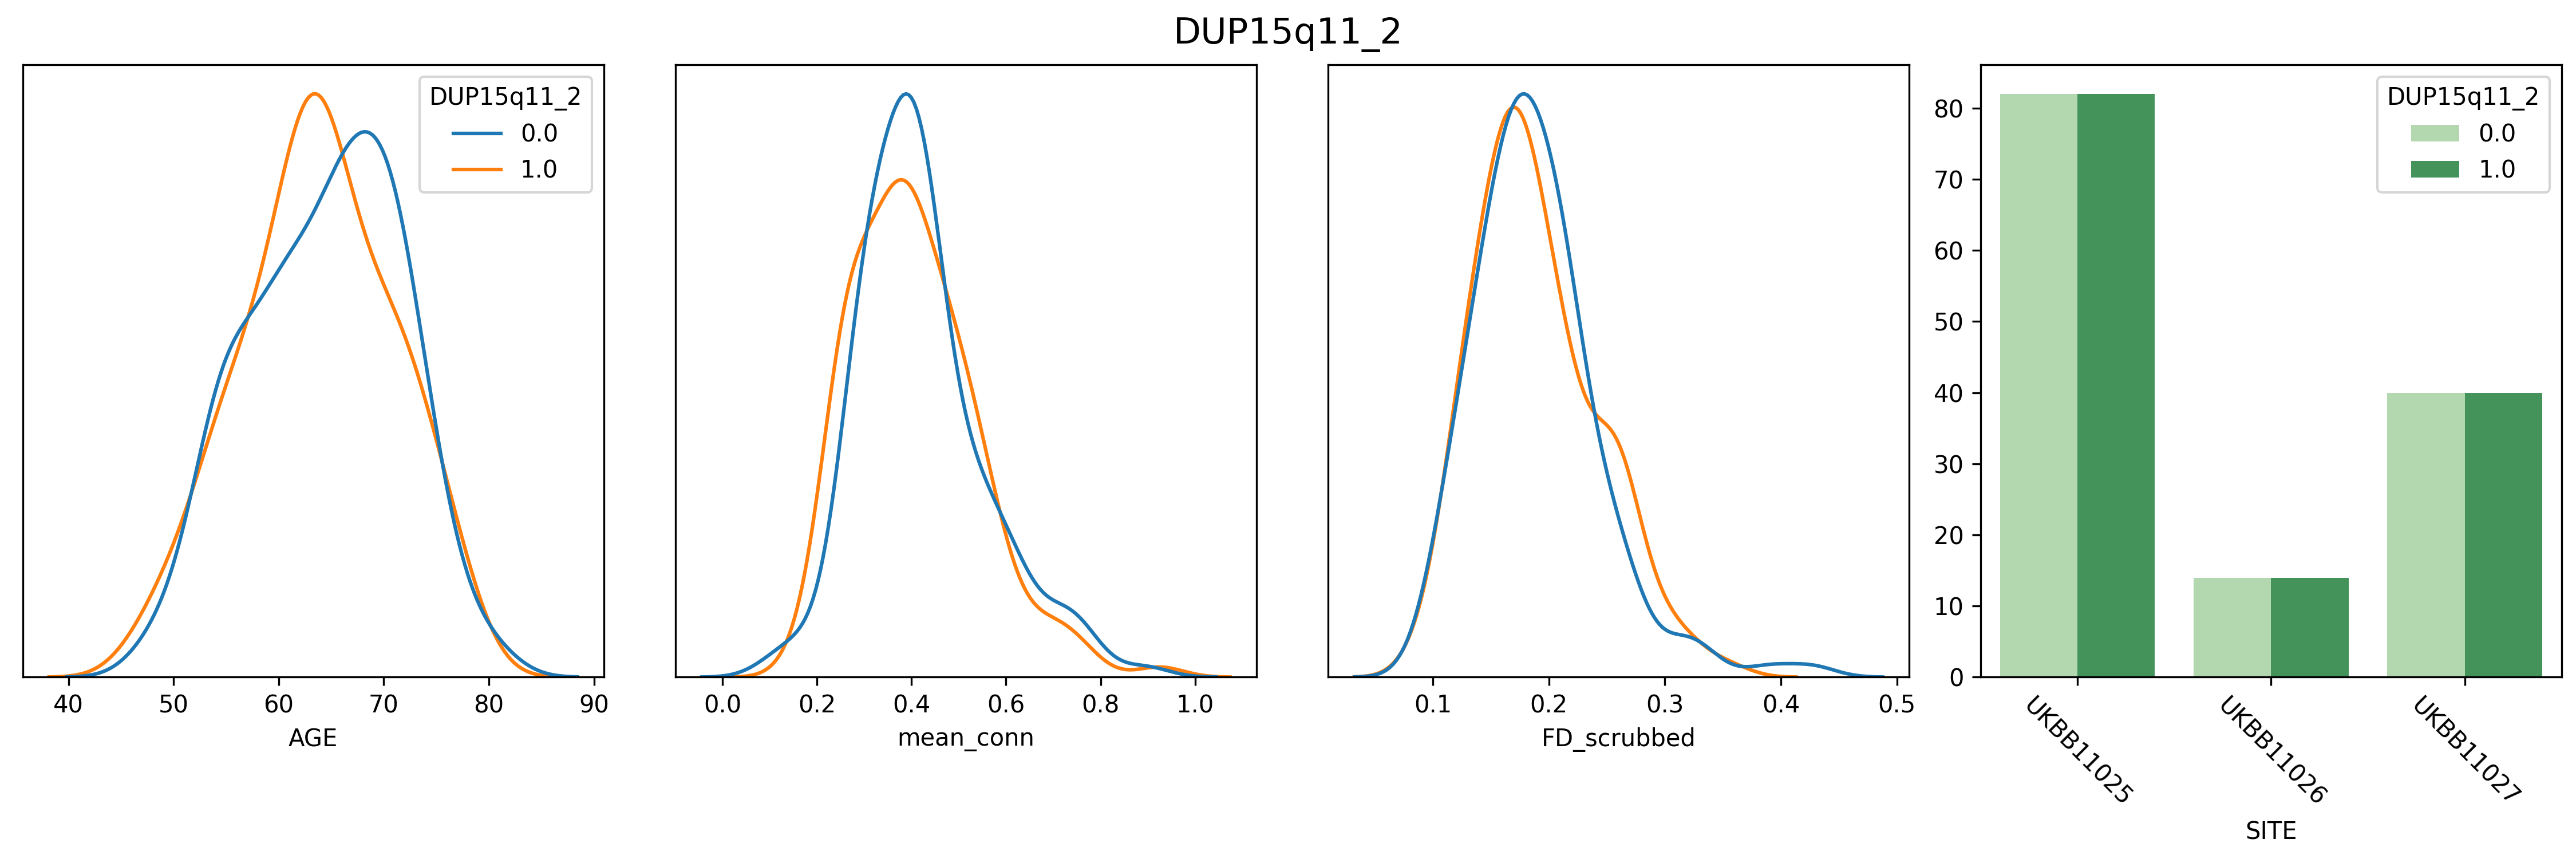 DUP15q11_2
DUP15q11_2
0.0
1.0
40 50 60 70 80 90
AGE
0.0 0.2 0.4 0.6 0.8 1.0
mean_conn
0.1 0.2 0.3 0.4 0.5
FD_scrubbed
DUP15q11_2
0.0
1.0
80
70
60
50
40
30
20
10
0
UKBB11025 UKBB11026 UKBB11027
SITE